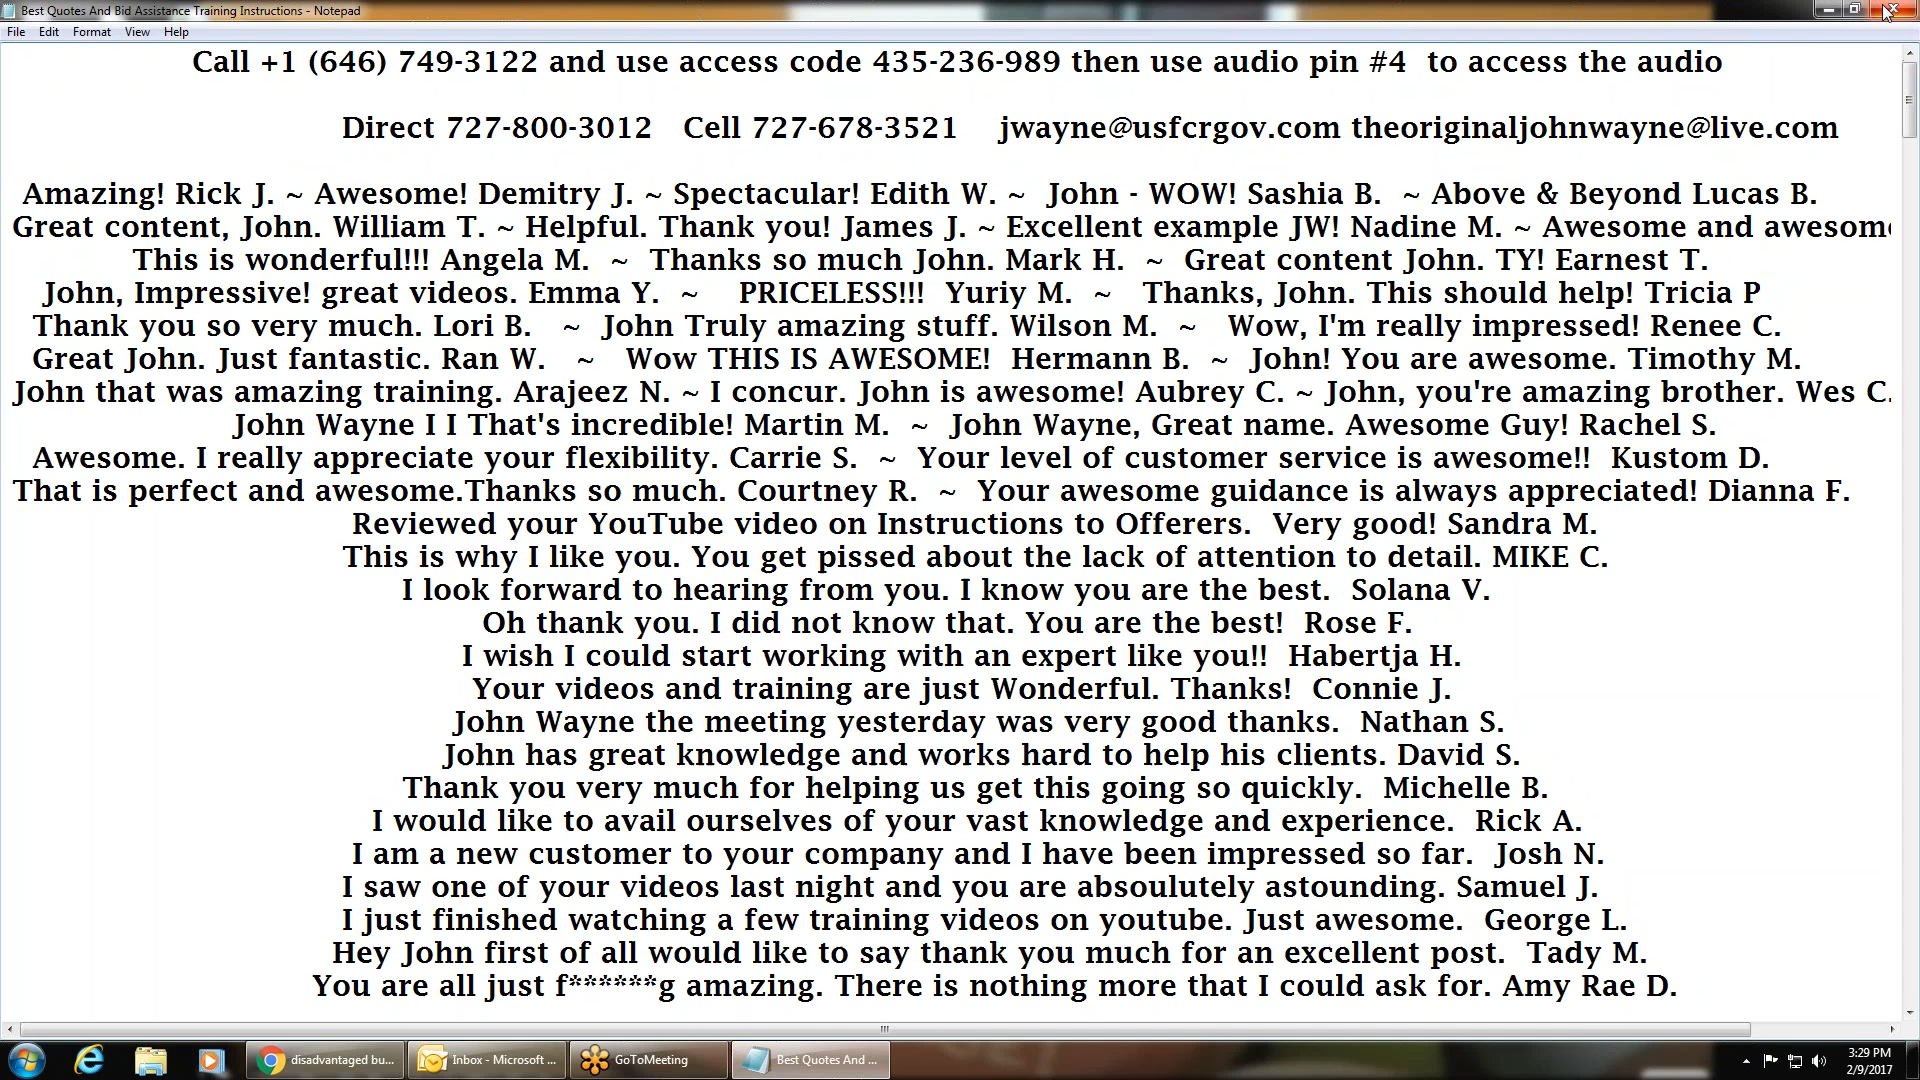 Best Quotes And Bid Assistance Training Instructions - Notepad
File Edit Format View Help
Call +1 (646) 749-3122 and use access code 435-236-989 then use audio pin #4 to access the audio
Direct 727-800-3012 Cell 727-678-3521 jwayne@usfcrgov.com theoriginaljohnwayne@live.com
Amazing! Rick J. ~ Awesome! Demitry J. ~ Spectacular! Edith W. ~ John - WOW! Sashia B. ~ Above & Beyond Lucas B.
Great content, John. William T. ~ Helpful. Thank you! James J. ~ Excellent example JW! Nadine M. ~ Awesome and awesom
This is wonderful!!! Angela M. ~ Thanks so much John. Mark H. ~ Great content John. TY! Earnest T.
John, Impressive! great videos. Emma Y. ~ PRICELESS!!! Yuriy M. ~ Thanks, John. This should help! Tricia P
Thank you so very much. Lori B. ~ John Truly amazing stuff. Wilson M. ~ Wow, I'm really impressed! Renee C.
Great John. Just fantastic. Ran W. ~ Wow THIS IS AWESOME! Hermann B. ~ John! You are awesome. Timothy M.
John that was amazing training. Arajeez N. ~ I concur. John is awesome! Aubrey C. ~ John, you're amazing brother. Wes C.
John Wayne I I That's incredible! Martin M. ~ John Wayne, Great name. Awesome Guy! Rachel S.
Awesome. I really appreciate your flexibility. Carrie S. ~ Your level of customer service is awesome!! Kustom D.
That is perfect and awesome.Thanks so much. Courtney R. ~ Your awesome guidance is always appreciated! Dianna F.
Reviewed your YouTube video on Instructions to Offerers. Very good! Sandra M.
This is why I like you. You get pissed about the lack of attention to detail. MIKE C.
I look forward to hearing from you. I know you are the best. Solana V.
Oh thank you. I did not know that. You are the best! Rose F.
I wish I could start working with an expert like you!! Habertja H.
Your videos and training are just Wonderful. Thanks! Connie J.
John Wayne the meeting yesterday was very good thanks. Nathan S.
John has great knowledge and works hard to help his clients. David S.
Thank you very much for helping us get this going so quickly. Michelle B.
I would like to avail ourselves of your vast knowledge and experience. Rick A.
I am a new customer to your company and I have been impressed so far. Josh N.
I saw one of your videos last night and you are absoulutely astounding. Samuel J.
I just finished watching a few training videos on youtube. Just awesome. George L.
Hey John first of all would like to say thank you much for an excellent post. Tady M.
You are all just f******g amazing. There is nothing more that I could ask for. Amy Rae D.
disadvantaged bu... Inbox - Microsoft ... GoToMeeting Best Quotes And ... 3:29 PM
2/9/2017